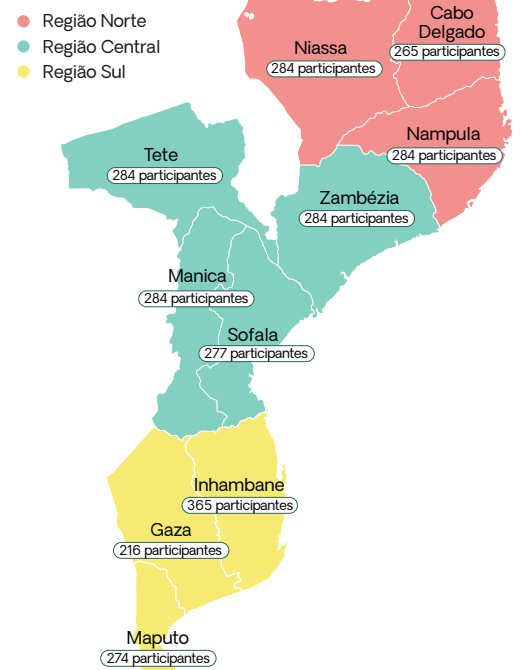 Região Norte
Região Central
Região Sul
Cabo
Delgado
265 participantes
Niassa
284 participantes
Nampula
284 participantes
Tete
284 participantes
Zambézia
284 participantes
Manica
284 participantes
Sofala
277 participantes
Inhambane
365 participantes
Gaza
216 participantes
Maputo
274 participantes